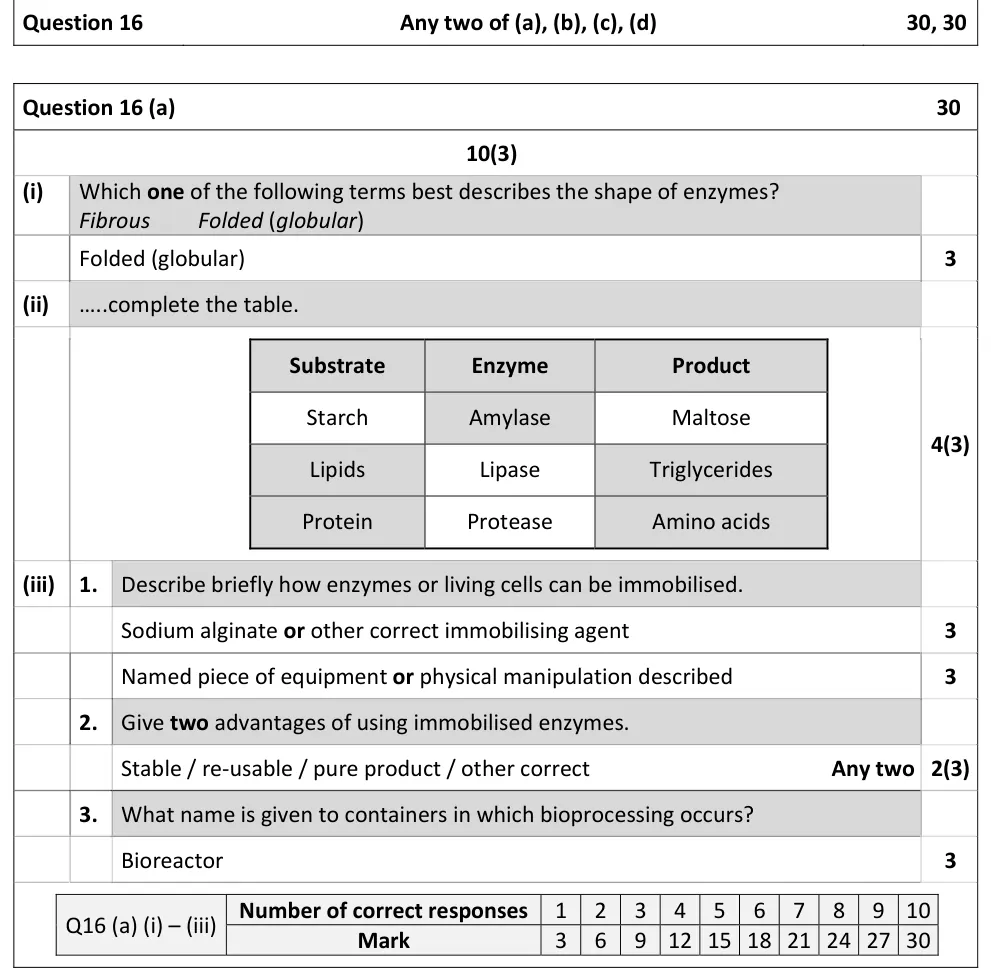 Question 16 Any two of (a), (b), (c), (d) 30, 30
Question 16 (a) 30
10(3)
(i) Which one of the following terms best describes the shape of enzymes?
Fibrous Folded (globular)
Folded (globular) 3
(ii) …..complete the table.
Substrate Enzyme Product
Starch Amylase Maltose
4(3)
Lipids Lipase Triglycerides
Protein Protease Amino acids
(iii) 1. Describe briefly how enzymes or living cells can be immobilised.
Sodium alginate or other correct immobilising agent 3
Named piece of equipment or physical manipulation described 3
2. Give two advantages of using immobilised enzymes.
Stable / re-usable / pure product / other correct Any two 2(3)
3. What name is given to containers in which bioprocessing occurs?
Bioreactor 3
Q16 (a) (i) – (iii)
Number of correct responses 1 2 3 4 5 6 7 8 9 10
Mark 3 6 9 12 15 18 21 24 27 30